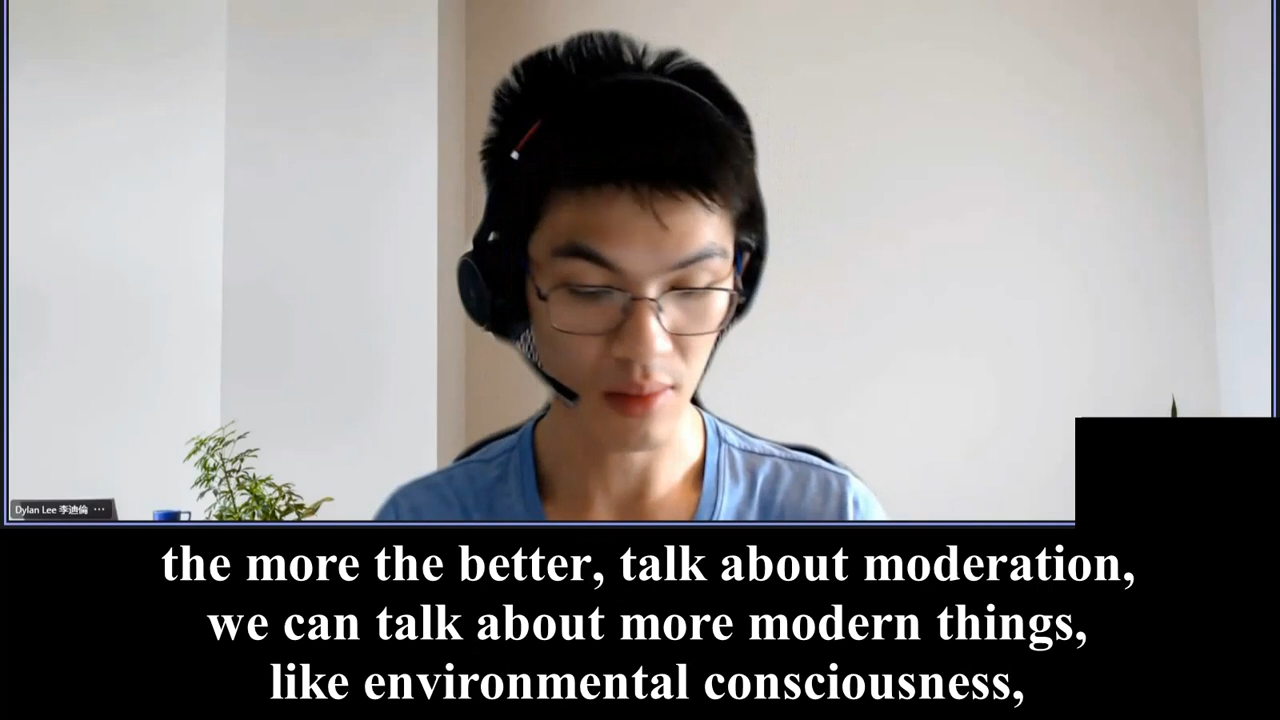 Dylan Lee 李迪倫
the more the better, talk about moderation,
we can talk about more modern things,
like environmental consciousness,